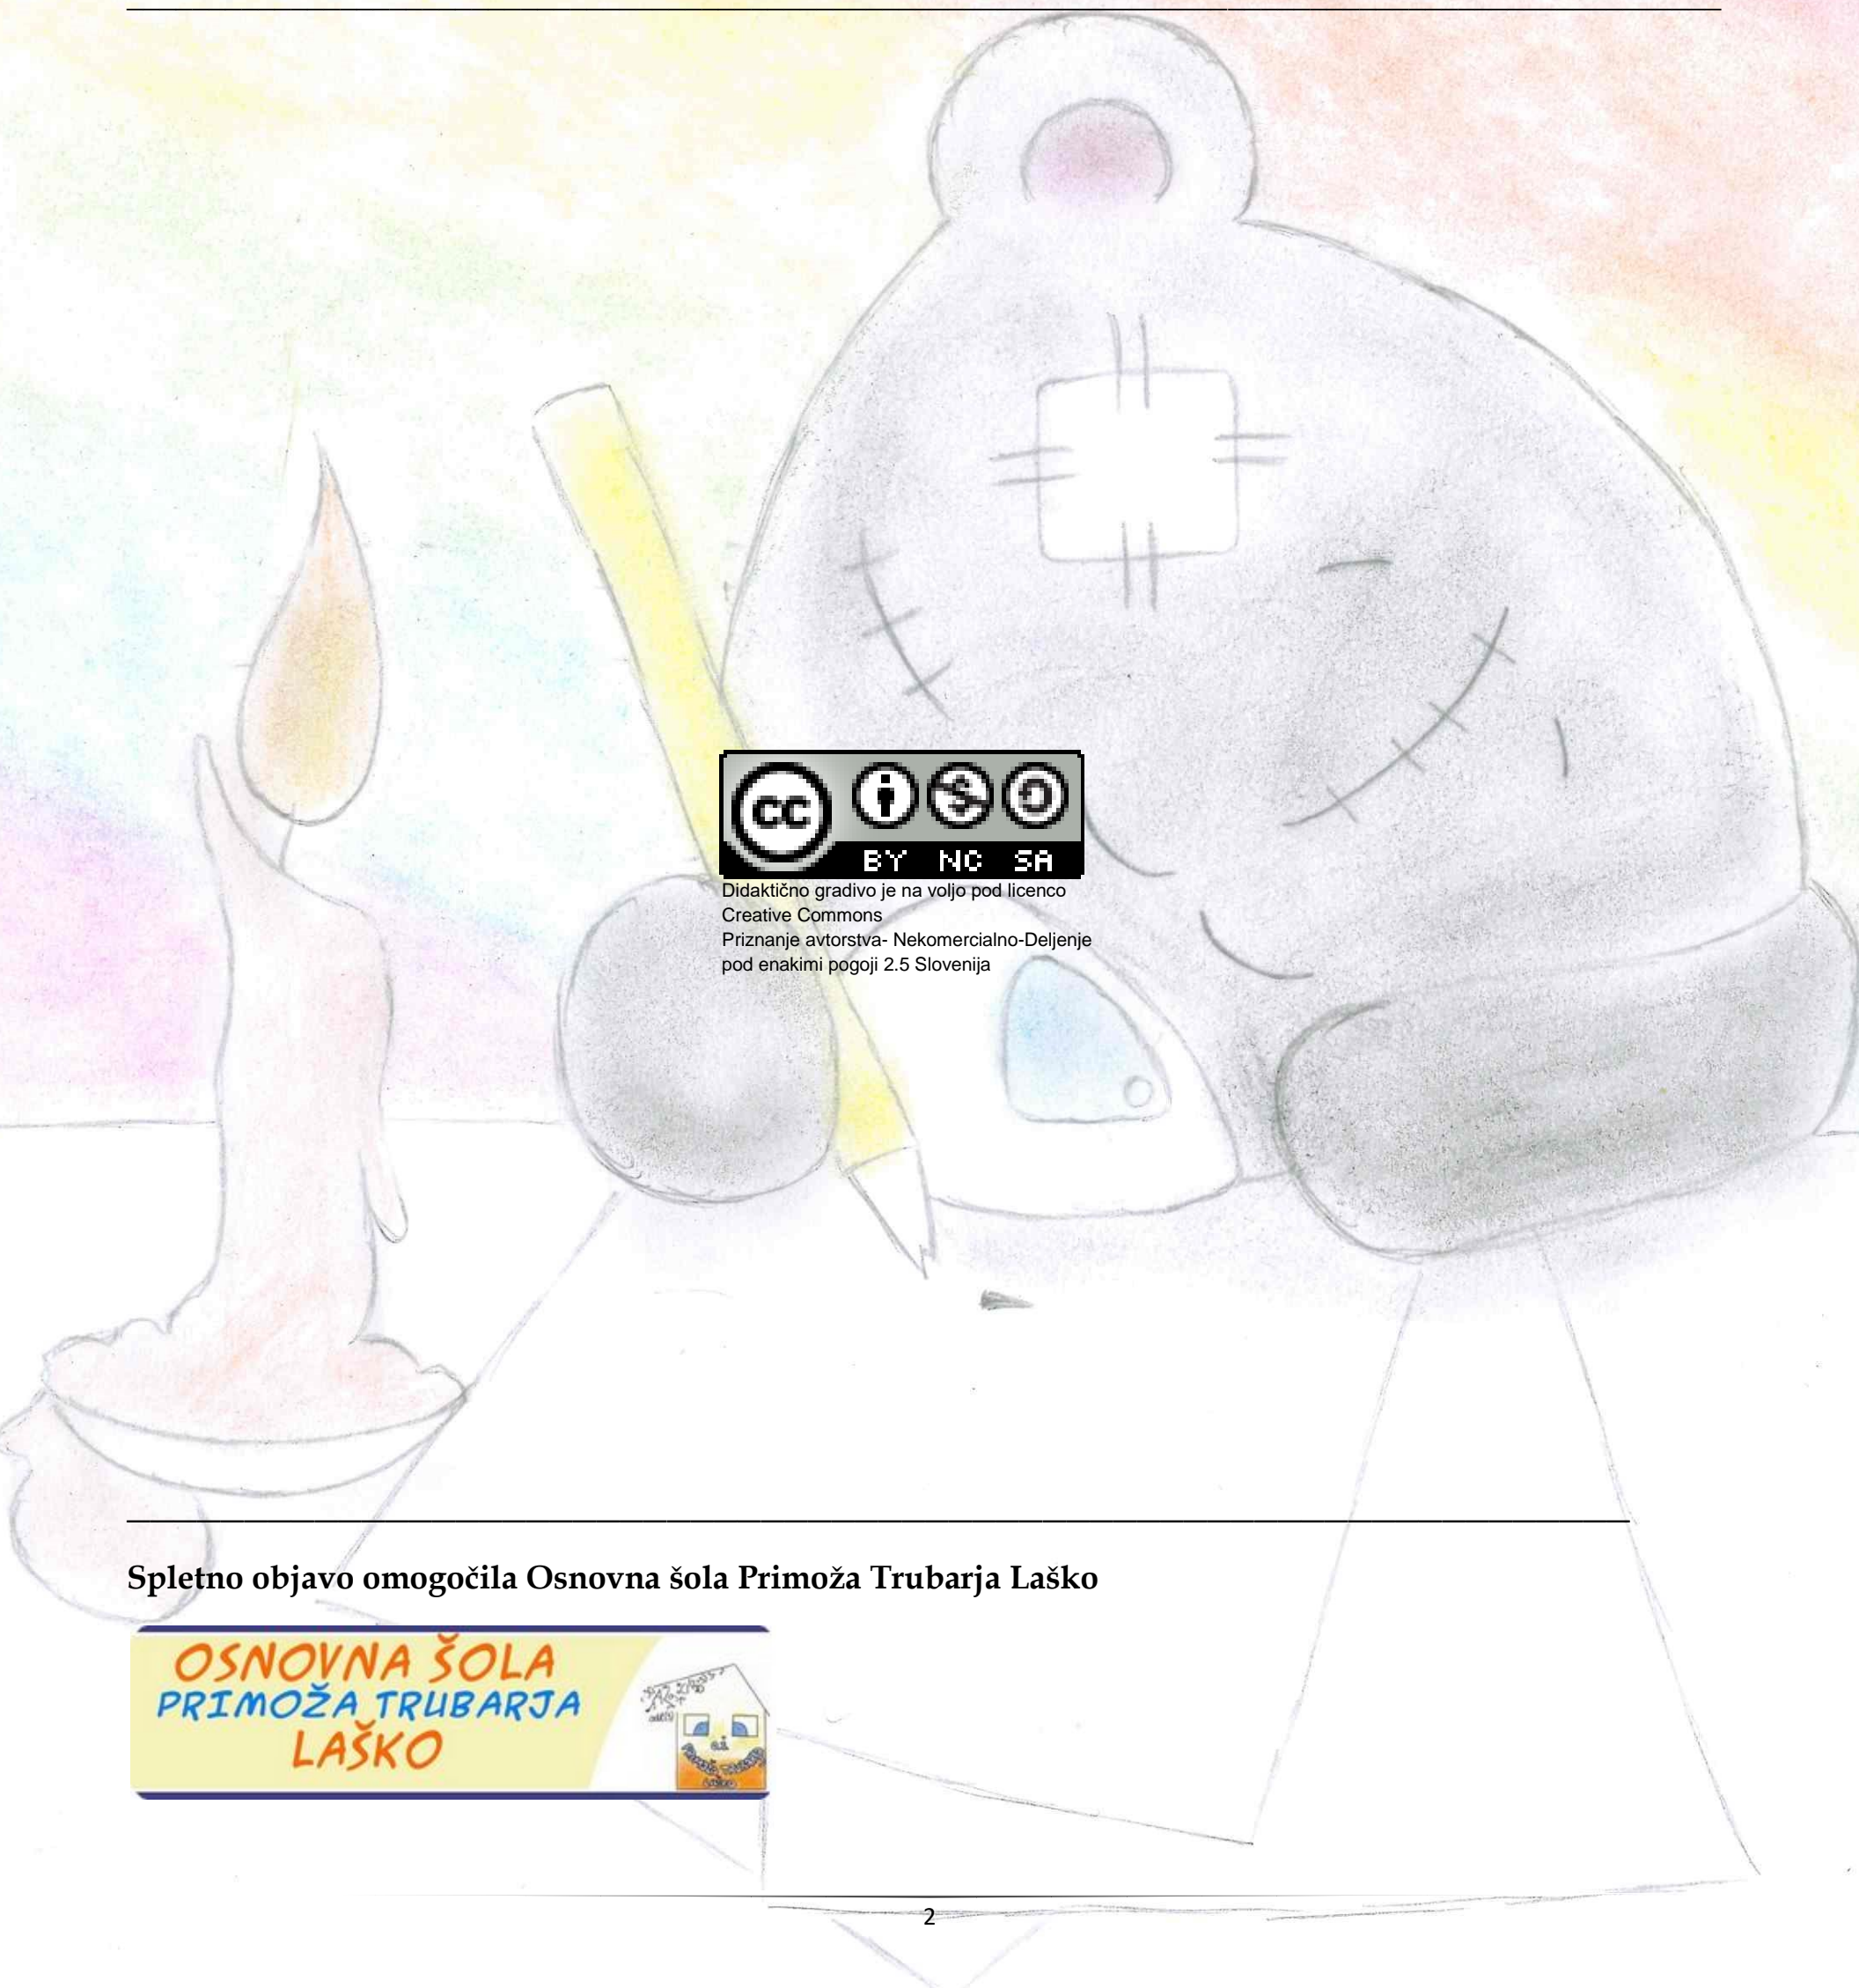 CC
BY NC SA
Didaktično gradivo je na voljo pod licenco
Creative Commons
Priznanje avtorstva- Nekomercialno-Deljenje
pod enakimi pogoji 2.5 Slovenija
Spletno objavo omogočila Osnovna šola Primoža Trubarja Laško
OSNOVNA ŠOLA
PRIMOŽA TRUBARJA
LAŠKO
2